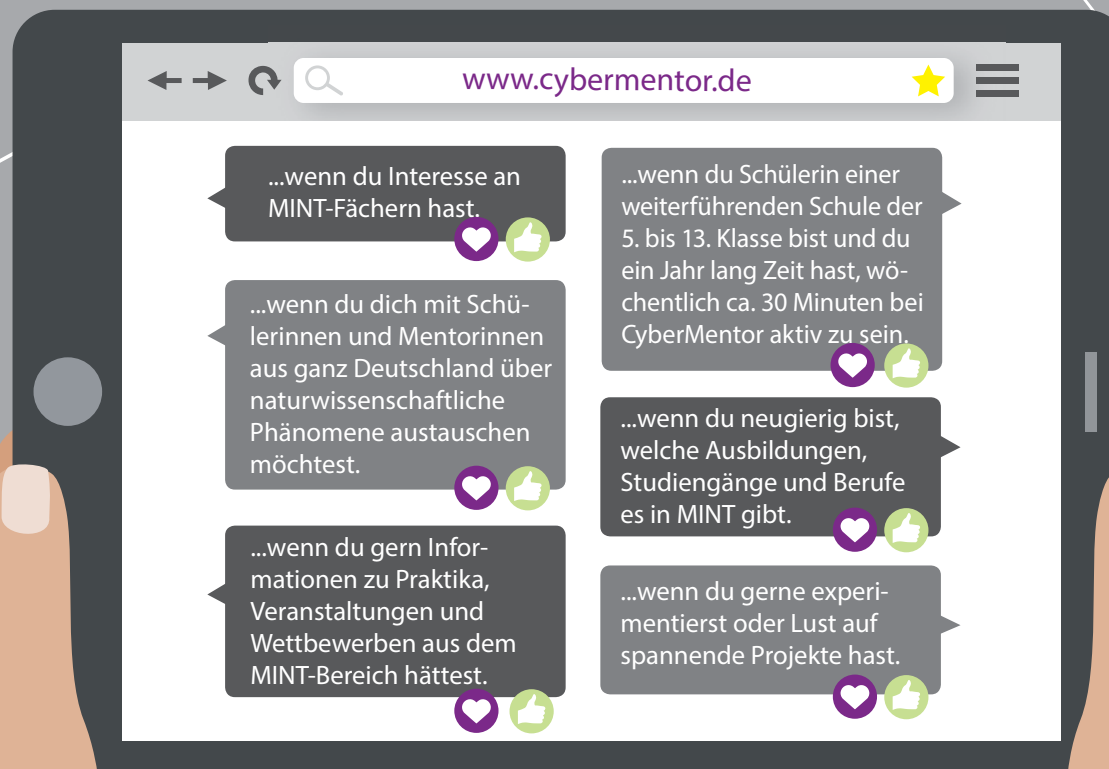 www.cybermentor.de
...wenn du Interesse an
MINT-Fächern hast.
...wenn du dich mit Schü-
lerinnen und Mentorinnen
aus ganz Deutschland über
naturwissenschaftliche
Phänomene austauschen
möchtest.
...wenn du gern Infor-
mationen zu Praktika,
Veranstaltungen und
Wettbewerben aus dem
MINT-Bereich hättest.
...wenn du Schülerin einer
weiterführenden Schule der
5. bis 13. Klasse bist und du
ein Jahr lang Zeit hast, wö-
chentlich ca. 30 Minuten bei
CyberMentor aktiv zu sein.
...wenn du neugierig bist,
welche Ausbildungen,
Studiengänge und Berufe
es in MINT gibt.
...wenn du gerne experi-
mentierst oder Lust auf
spannende Projekte hast.